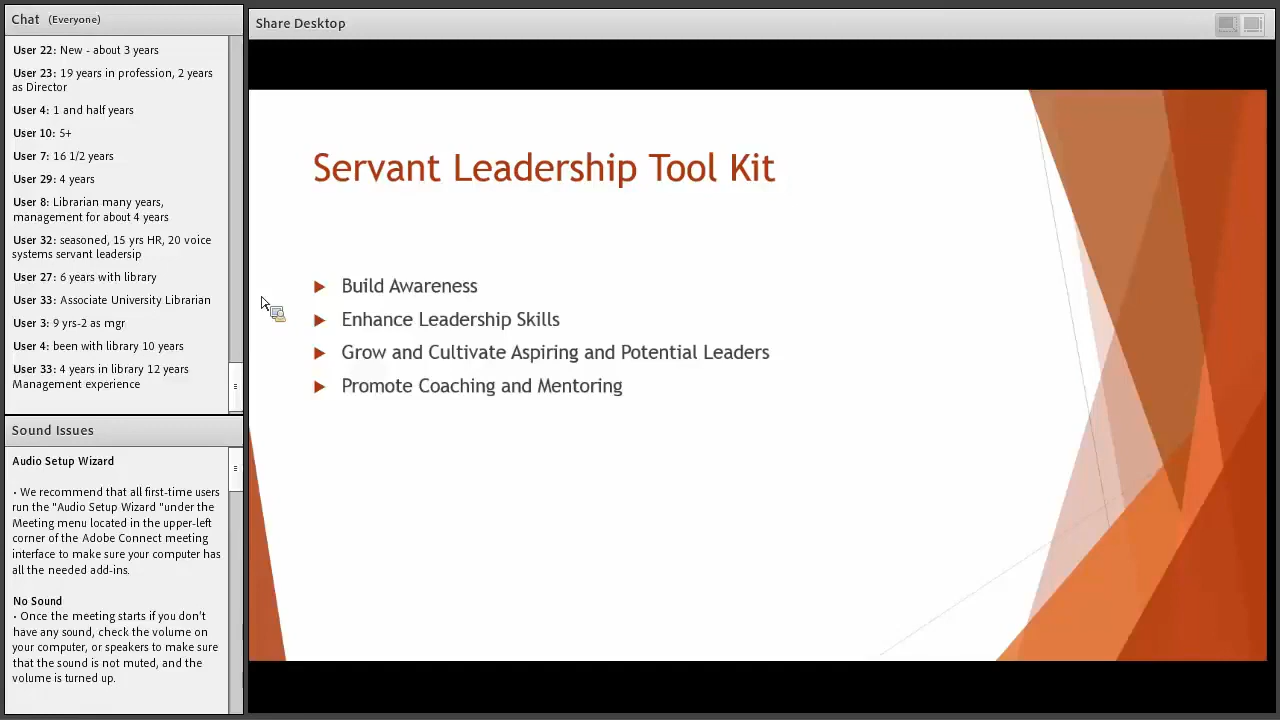 Chat (Everyone)
User 22: New - about 3 years
User 23: 19 years in profession, 2 years
as Director
User 4: 1 and half years
User 10: 5+
User 7: 16 1/2 years
User 29: 4 years
User 8: Librarian many years,
management for about 4 years
User 32: seasoned, 15 yrs HR, 20 voice
systems servant leadersip
User 27: 6 years with library
User 33: Associate University Librarian
User 3: 9 yrs-2 as mgr
User 4: been with library 10 years
User 33: 4 years in library 12 years
Management experience
Sound Issues
Audio Setup Wizard
• We recommend that all first-time users
run the "Audio Setup Wizard "under the
Meeting menu located in the upper-left
corner of the Adobe Connect meeting
interface to make sure your computer has
all the needed add-ins.
No Sound
• Once the meeting starts if you don't
have any sound, check the volume on
your computer, or speakers to make sure
that the sound is not muted, and the
volume is turned up.
Share Desktop
Servant Leadership Tool Kit
Build Awareness
Enhance Leadership Skills
Grow and Cultivate Aspiring and Potential Leaders
Promote Coaching and Mentoring